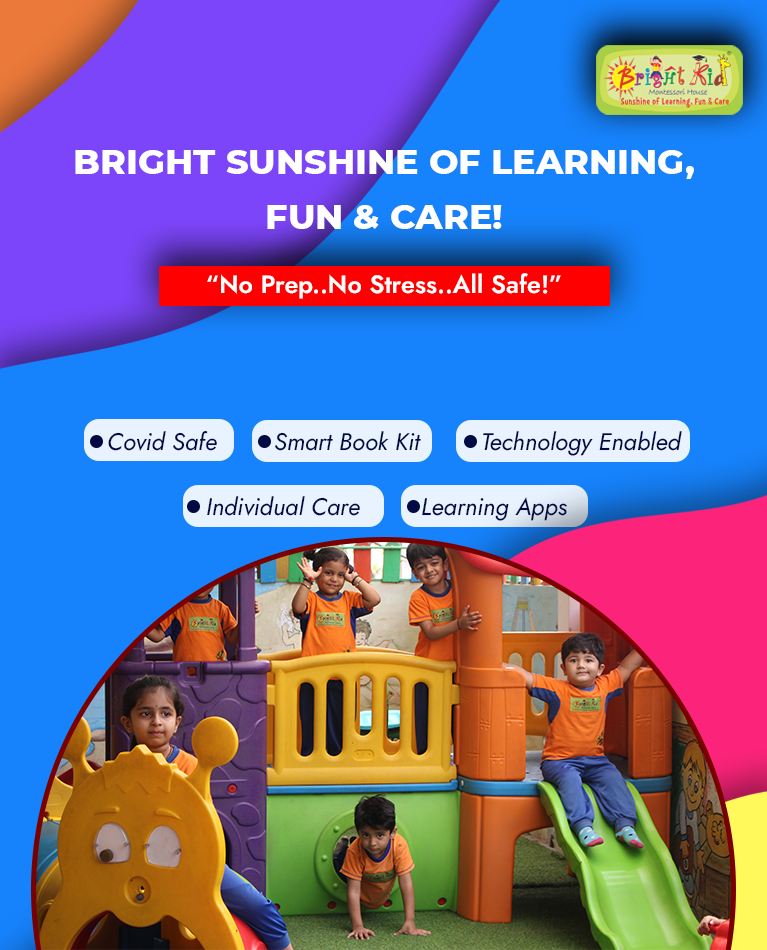 Bright Kid
Montessori House
Sunshine of Learning, Fun & Care
BRIGHT SUNSHINE OF LEARNING,
FUN & CARE!
“No Prep..No Stress..All Safe!”
Covid Safe
Smart Book Kit
Technology Enabled
Individual Care
Learning Apps